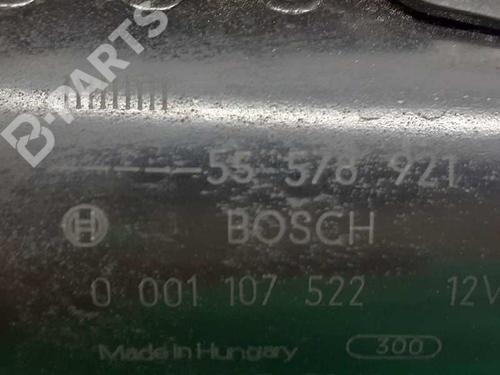 B-PARTS
55 578 921
BOSCH
0 001 107 522 12V
Made in Hungary 300